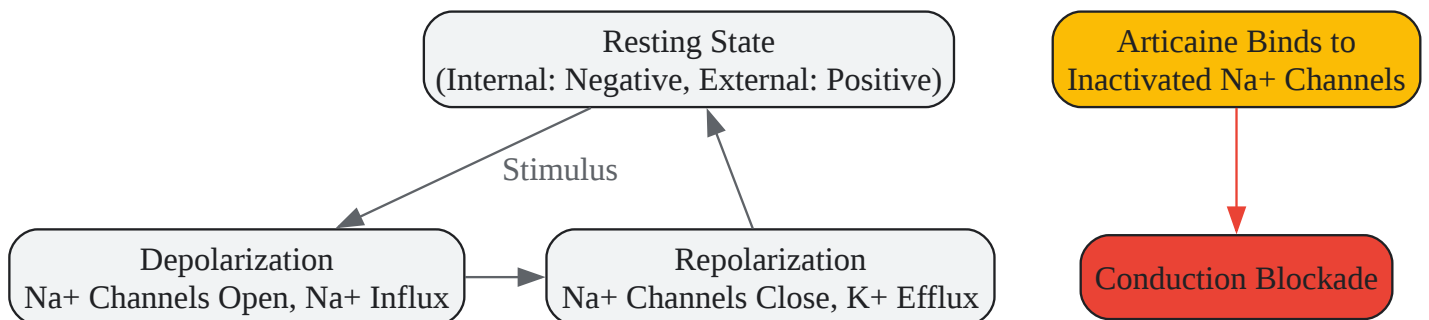 Resting State
(Internal: Negative, External: Positive)
Articaine Binds to
Inactivated Na+ Channels
Stimulus
Depolarization
Na+ Channels Open, Na+ Influx
Repolarization
Na+ Channels Close, K+ Efflux
Conduction Blockade